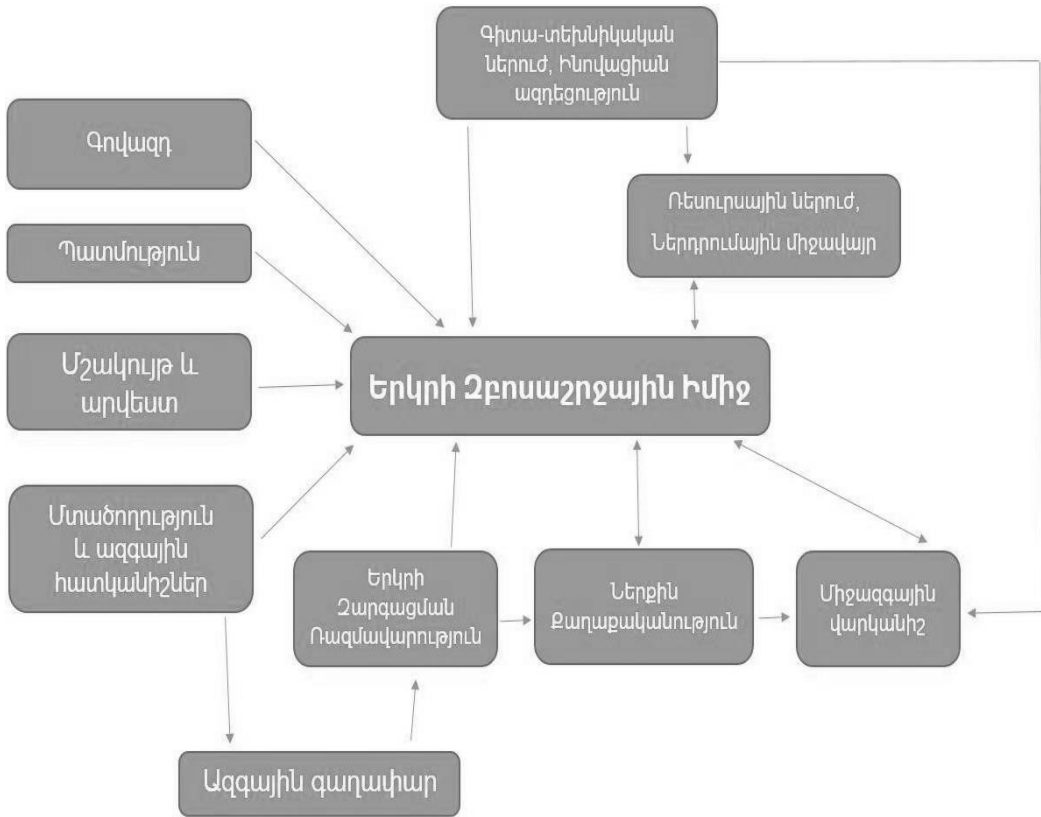 Գիտա-տեխնիկական
ներուժ, Ինովացիան
ազդեցություն
Գովազդ
Ռեսուրսային ներուժ,
Ներդրումային միջավայր
Պատմություն
Մշակույթ և
արվեստ
Երկրի Զբոսաշրջային Իմիջ
Մտածողություն
և ազգային
հատկանիշներ
Երկրի
Զարգացման
Ռազմավարություն
Ներքին
Քաղաքականություն
Միջազգային
վարկանիշ
Ազգային գաղափար